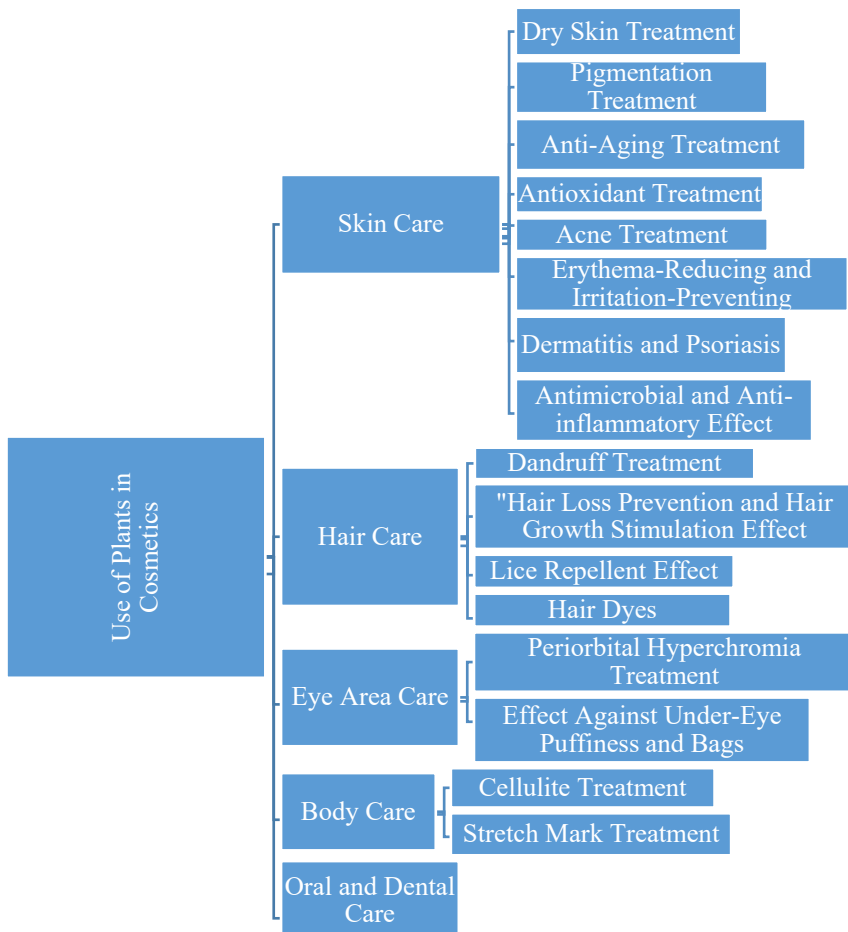 Use of Plants in
Cosmetics
Skin Care
Dry Skin Treatment
Pigmentation
Treatment
Anti-Aging Treatment
Antioxidant Treatment
Acne Treatment
Erythema-Reducing and
Irritation-Preventing
Dermatitis and Psoriasis
Antimicrobial and Anti-
inflammatory Effect
Hair Care
Dandruff Treatment
"Hair Loss Prevention and Hair
Growth Stimulation Effect
Lice Repellent Effect
Hair Dyes
Eye Area Care
Periorbital Hyperchromia
Treatment
Effect Against Under-Eye
Puffiness and Bags
Body Care
Cellulite Treatment
Stretch Mark Treatment
Oral and Dental
Care